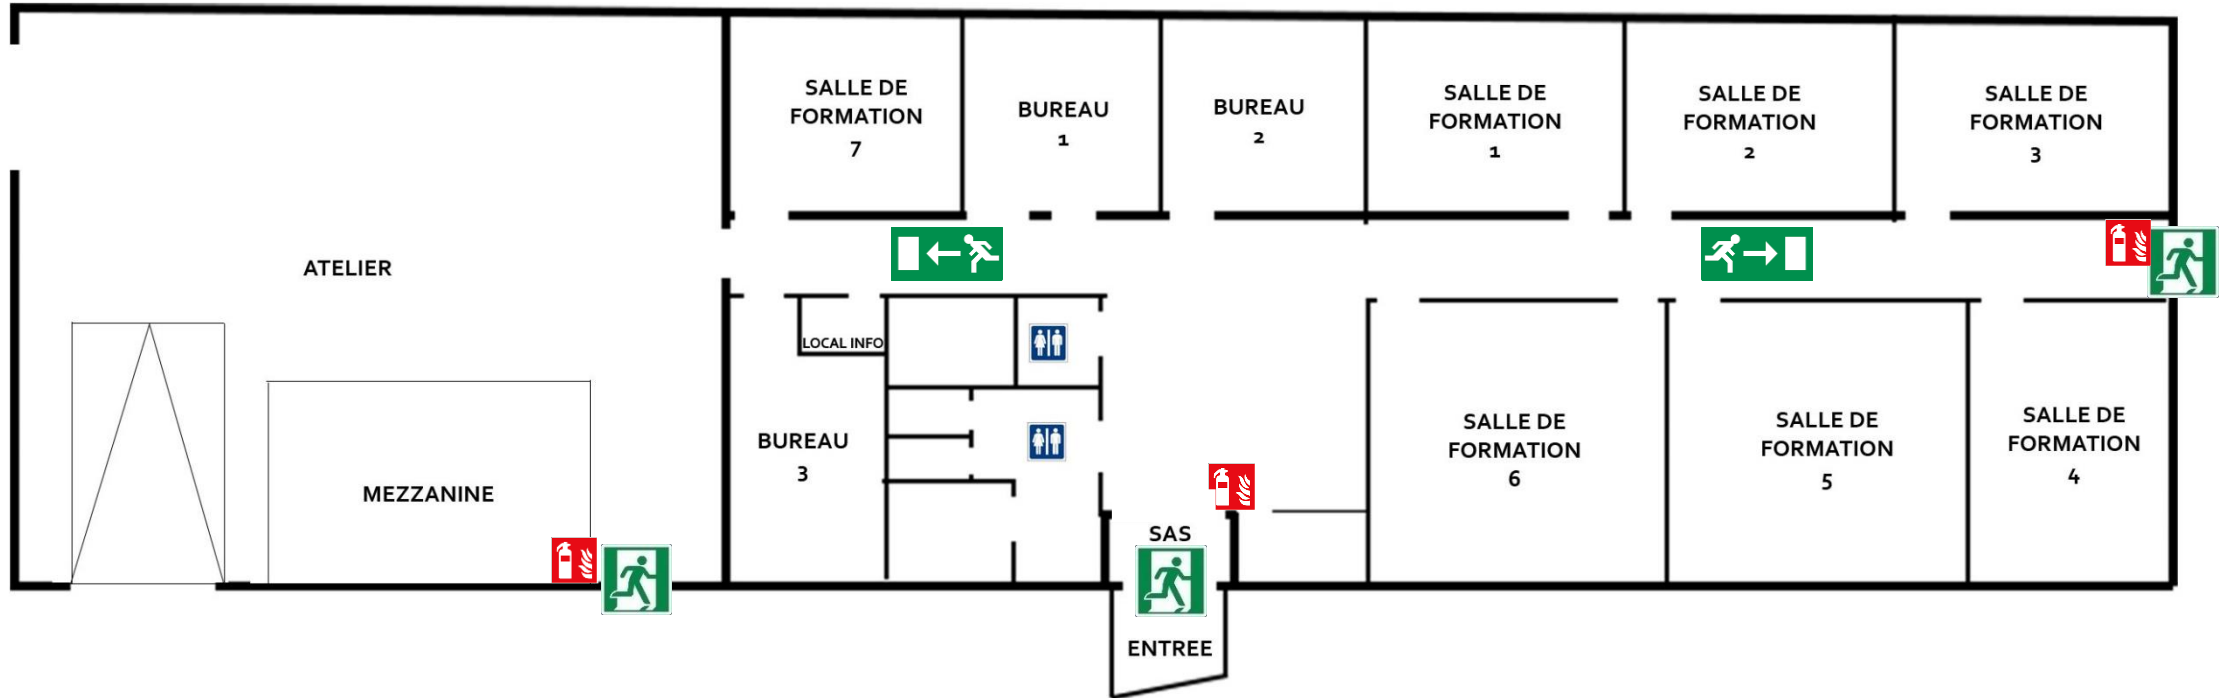 SALLE DE
FORMATION
7
BUREAU
1
BUREAU
2
SALLE DE
FORMATION
1
SALLE DE
FORMATION
2
SALLE DE
FORMATION
3
ATELIER
LOCAL INFO
MEZZANINE
BUREAU
3
SALLE DE
FORMATION
6
SALLE DE
FORMATION
5
SALLE DE
FORMATION
4
SAS
ENTREE